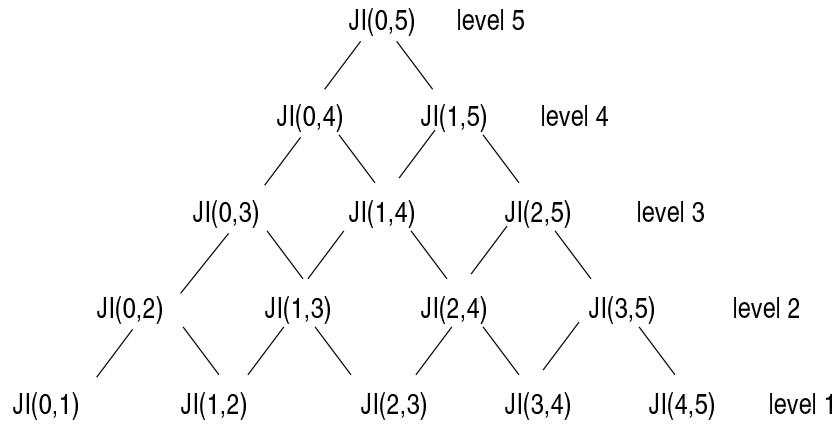 JI(0,5) level 5
JI(0,4) JI(1,5) level 4
JI(0,3) JI(1,4) JI(2,5) level 3
JI(0,2) JI(1,3) JI(2,4) JI(3,5) level 2
JI(0,1) JI(1,2) JI(2,3) JI(3,4) JI(4,5) level 1